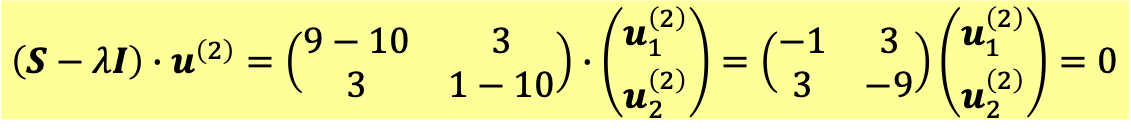 (𝑺 − 𝜆𝑰) · 𝒖⁽²⁾ = (9 − 10 3 / 3 1 − 10) · (𝒖₁⁽²⁾ / 𝒖₂⁽²⁾) = (−1 3 / 3 −9) (𝒖₁⁽²⁾ / 𝒖₂⁽²⁾) = 0